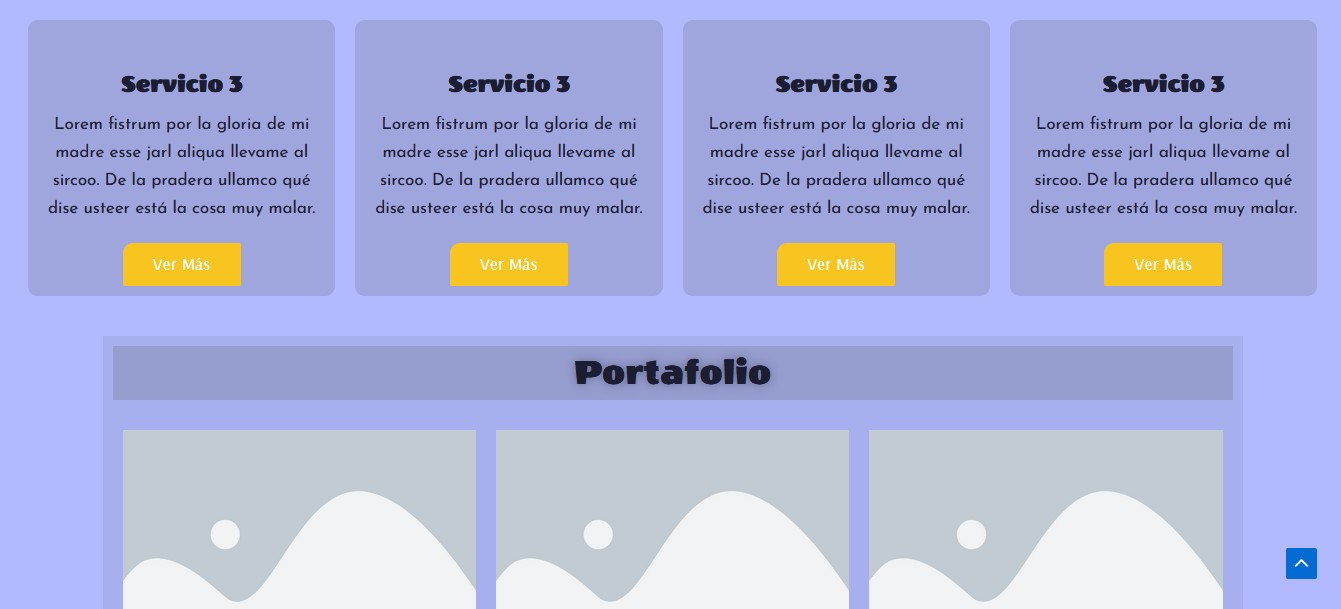 Servicio 3
Lorem fistrum por la gloria de mi
madre esse jarl aliqua llevame al
sircoo. De la pradera ullamco qué
dise usteer está la cosa muy malar.
Ver Más
Servicio 3
Lorem fistrum por la gloria de mi
madre esse jarl aliqua llevame al
sircoo. De la pradera ullamco qué
dise usteer está la cosa muy malar.
Ver Más
Servicio 3
Lorem fistrum por la gloria de mi
madre esse jarl aliqua llevame al
sircoo. De la pradera ullamco qué
dise usteer está la cosa muy malar.
Ver Más
Servicio 3
Lorem fistrum por la gloria de mi
madre esse jarl aliqua llevame al
sircoo. De la pradera ullamco qué
dise usteer está la cosa muy malar.
Ver Más
Portafolio